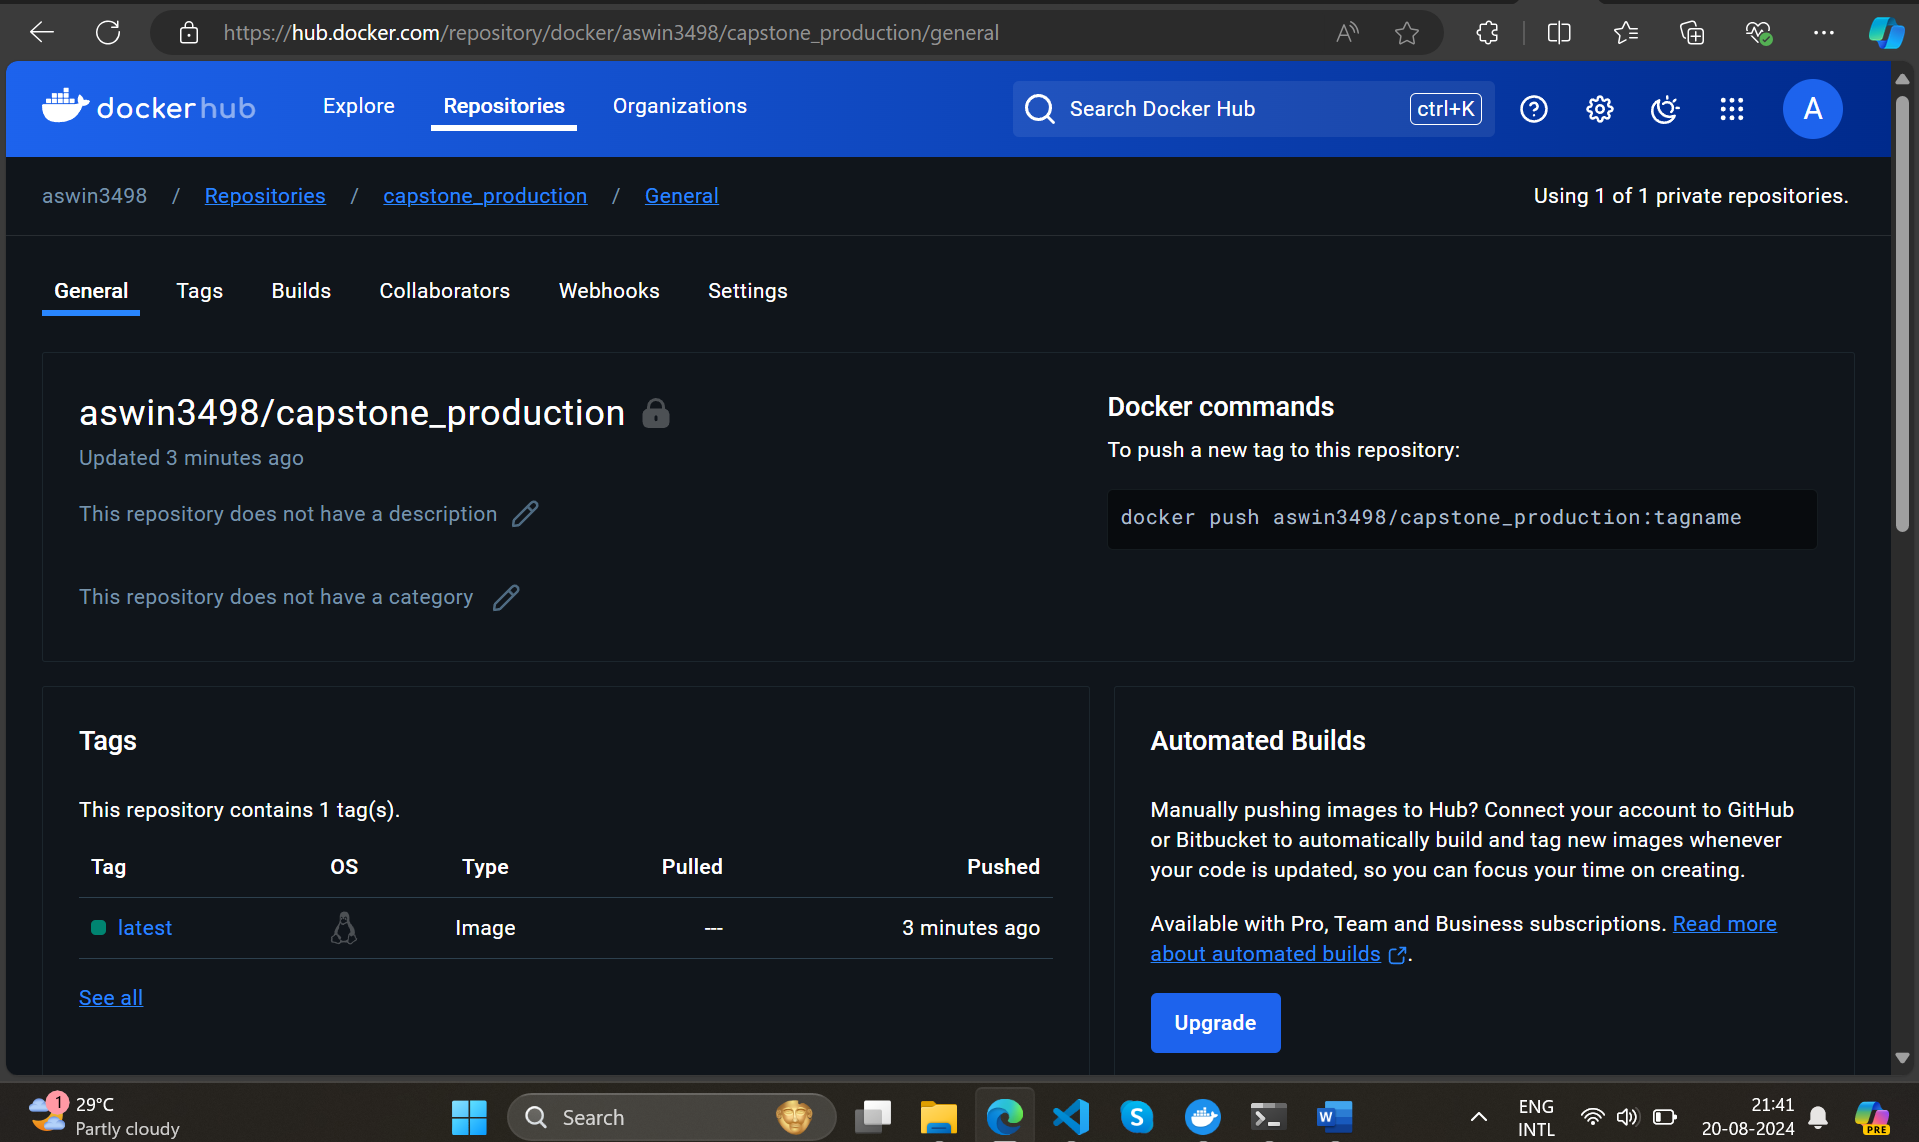 https://hub.docker.com/repository/docker/aswin3498/capstone_production/general
dockerhub Explore Repositories Organizations Search Docker Hub ctrl+K A
aswin3498 / Repositories / capstone_production / General Using 1 of 1 private repositories.
General Tags Builds Collaborators Webhooks Settings
aswin3498/capstone_production
Updated 3 minutes ago
This repository does not have a description
This repository does not have a category
Docker commands
To push a new tag to this repository:
docker push aswin3498/capstone_production:tagname
Tags
This repository contains 1 tag(s).
Tag OS Type Pulled Pushed
latest Image --- 3 minutes ago
See all
Automated Builds
Manually pushing images to Hub? Connect your account to GitHub
or Bitbucket to automatically build and tag new images whenever
your code is updated, so you can focus your time on creating.
Available with Pro, Team and Business subscriptions. Read more
about automated builds .
Upgrade
1
29°C
Partly cloudy
Search
S
W
ENG
INTL
21:41
20-08-2024
PRE